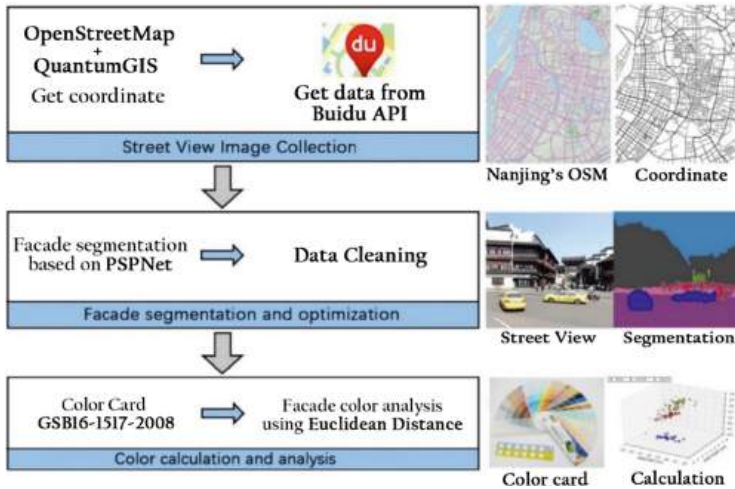 OpenStreetMap
+
QuantumGIS
Get coordinate
du
Get data from
Buidu API
Street View Image Collection
Nanjing's OSM
Coordinate
Facade segmentation
based on PSPNet
Data Cleaning
Facade segmentation and optimization
Street View
Segmentation
Color Card
GSB16-1517-2008
Facade color analysis
using Euclidean Distance
Color calculation and analysis
Color card
Calculation